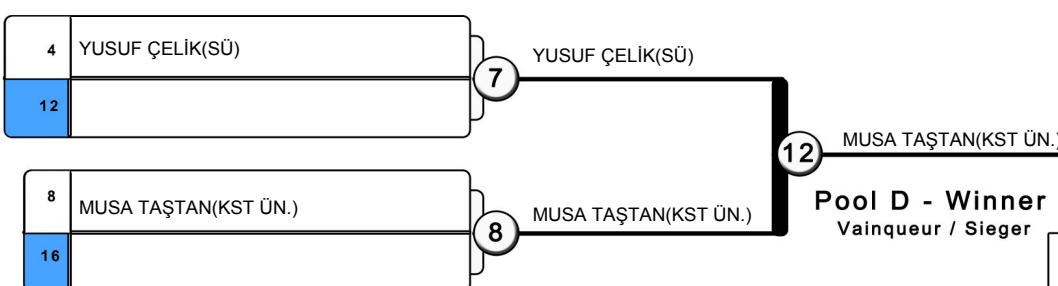 4 YUSUF ÇELİK(SÜ)
12
7
YUSUF ÇELİK(SÜ)
8 MUSA TAŞTAN(KST ÜN.)
16
8
MUSA TAŞTAN(KST ÜN.)
12
MUSA TAŞTAN(KST ÜN.)
Pool D - Winner
Vainqueur / Sieger